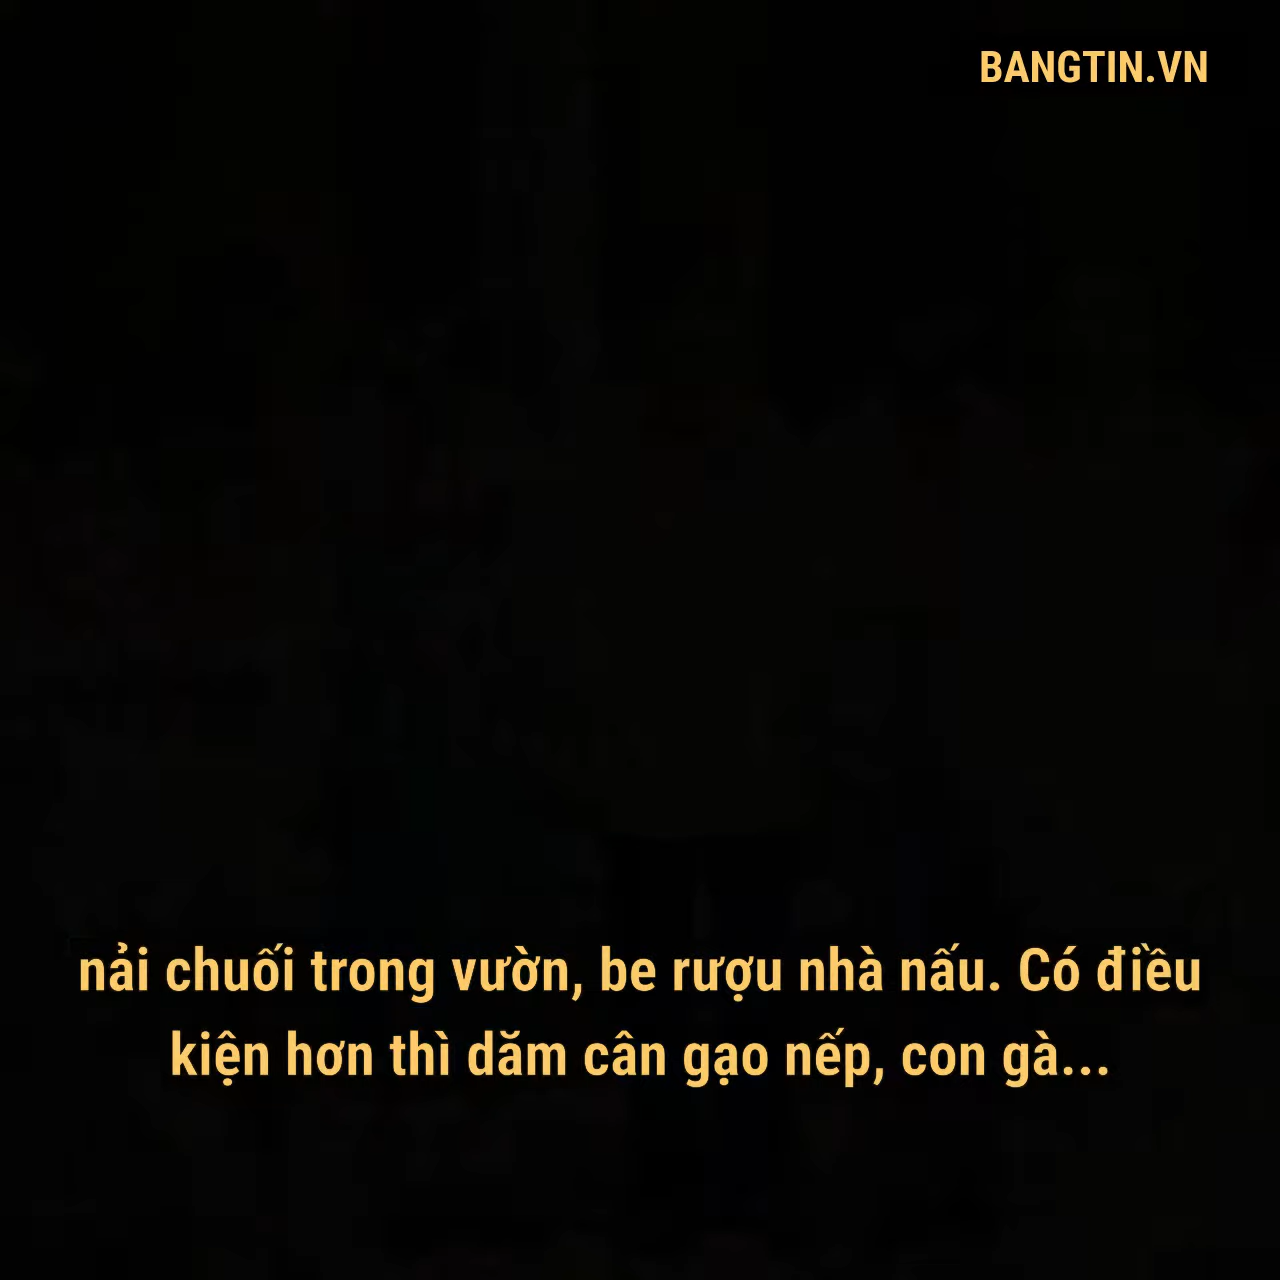 BANGTIN.VN
nải chuối trong vườn, be rượu nhà nấu. Có điều
kiện hơn thì dăm cân gạo nếp, con gà...